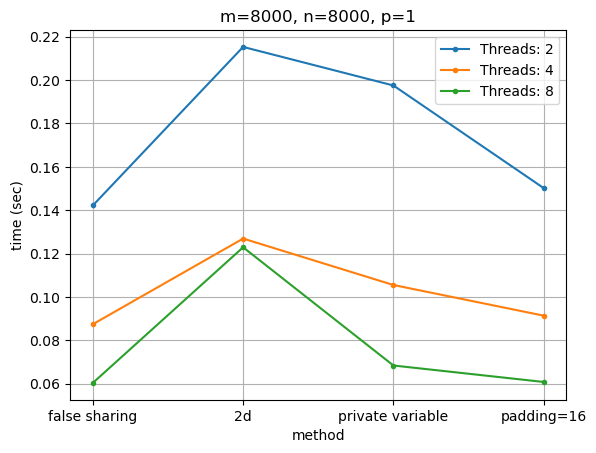 m=8000, n=8000, p=1
Threads: 2
Threads: 4
Threads: 8
time (sec)
0.22
0.20
0.18
0.16
0.14
0.12
0.10
0.08
0.06
false sharing 2d private variable padding=16
method